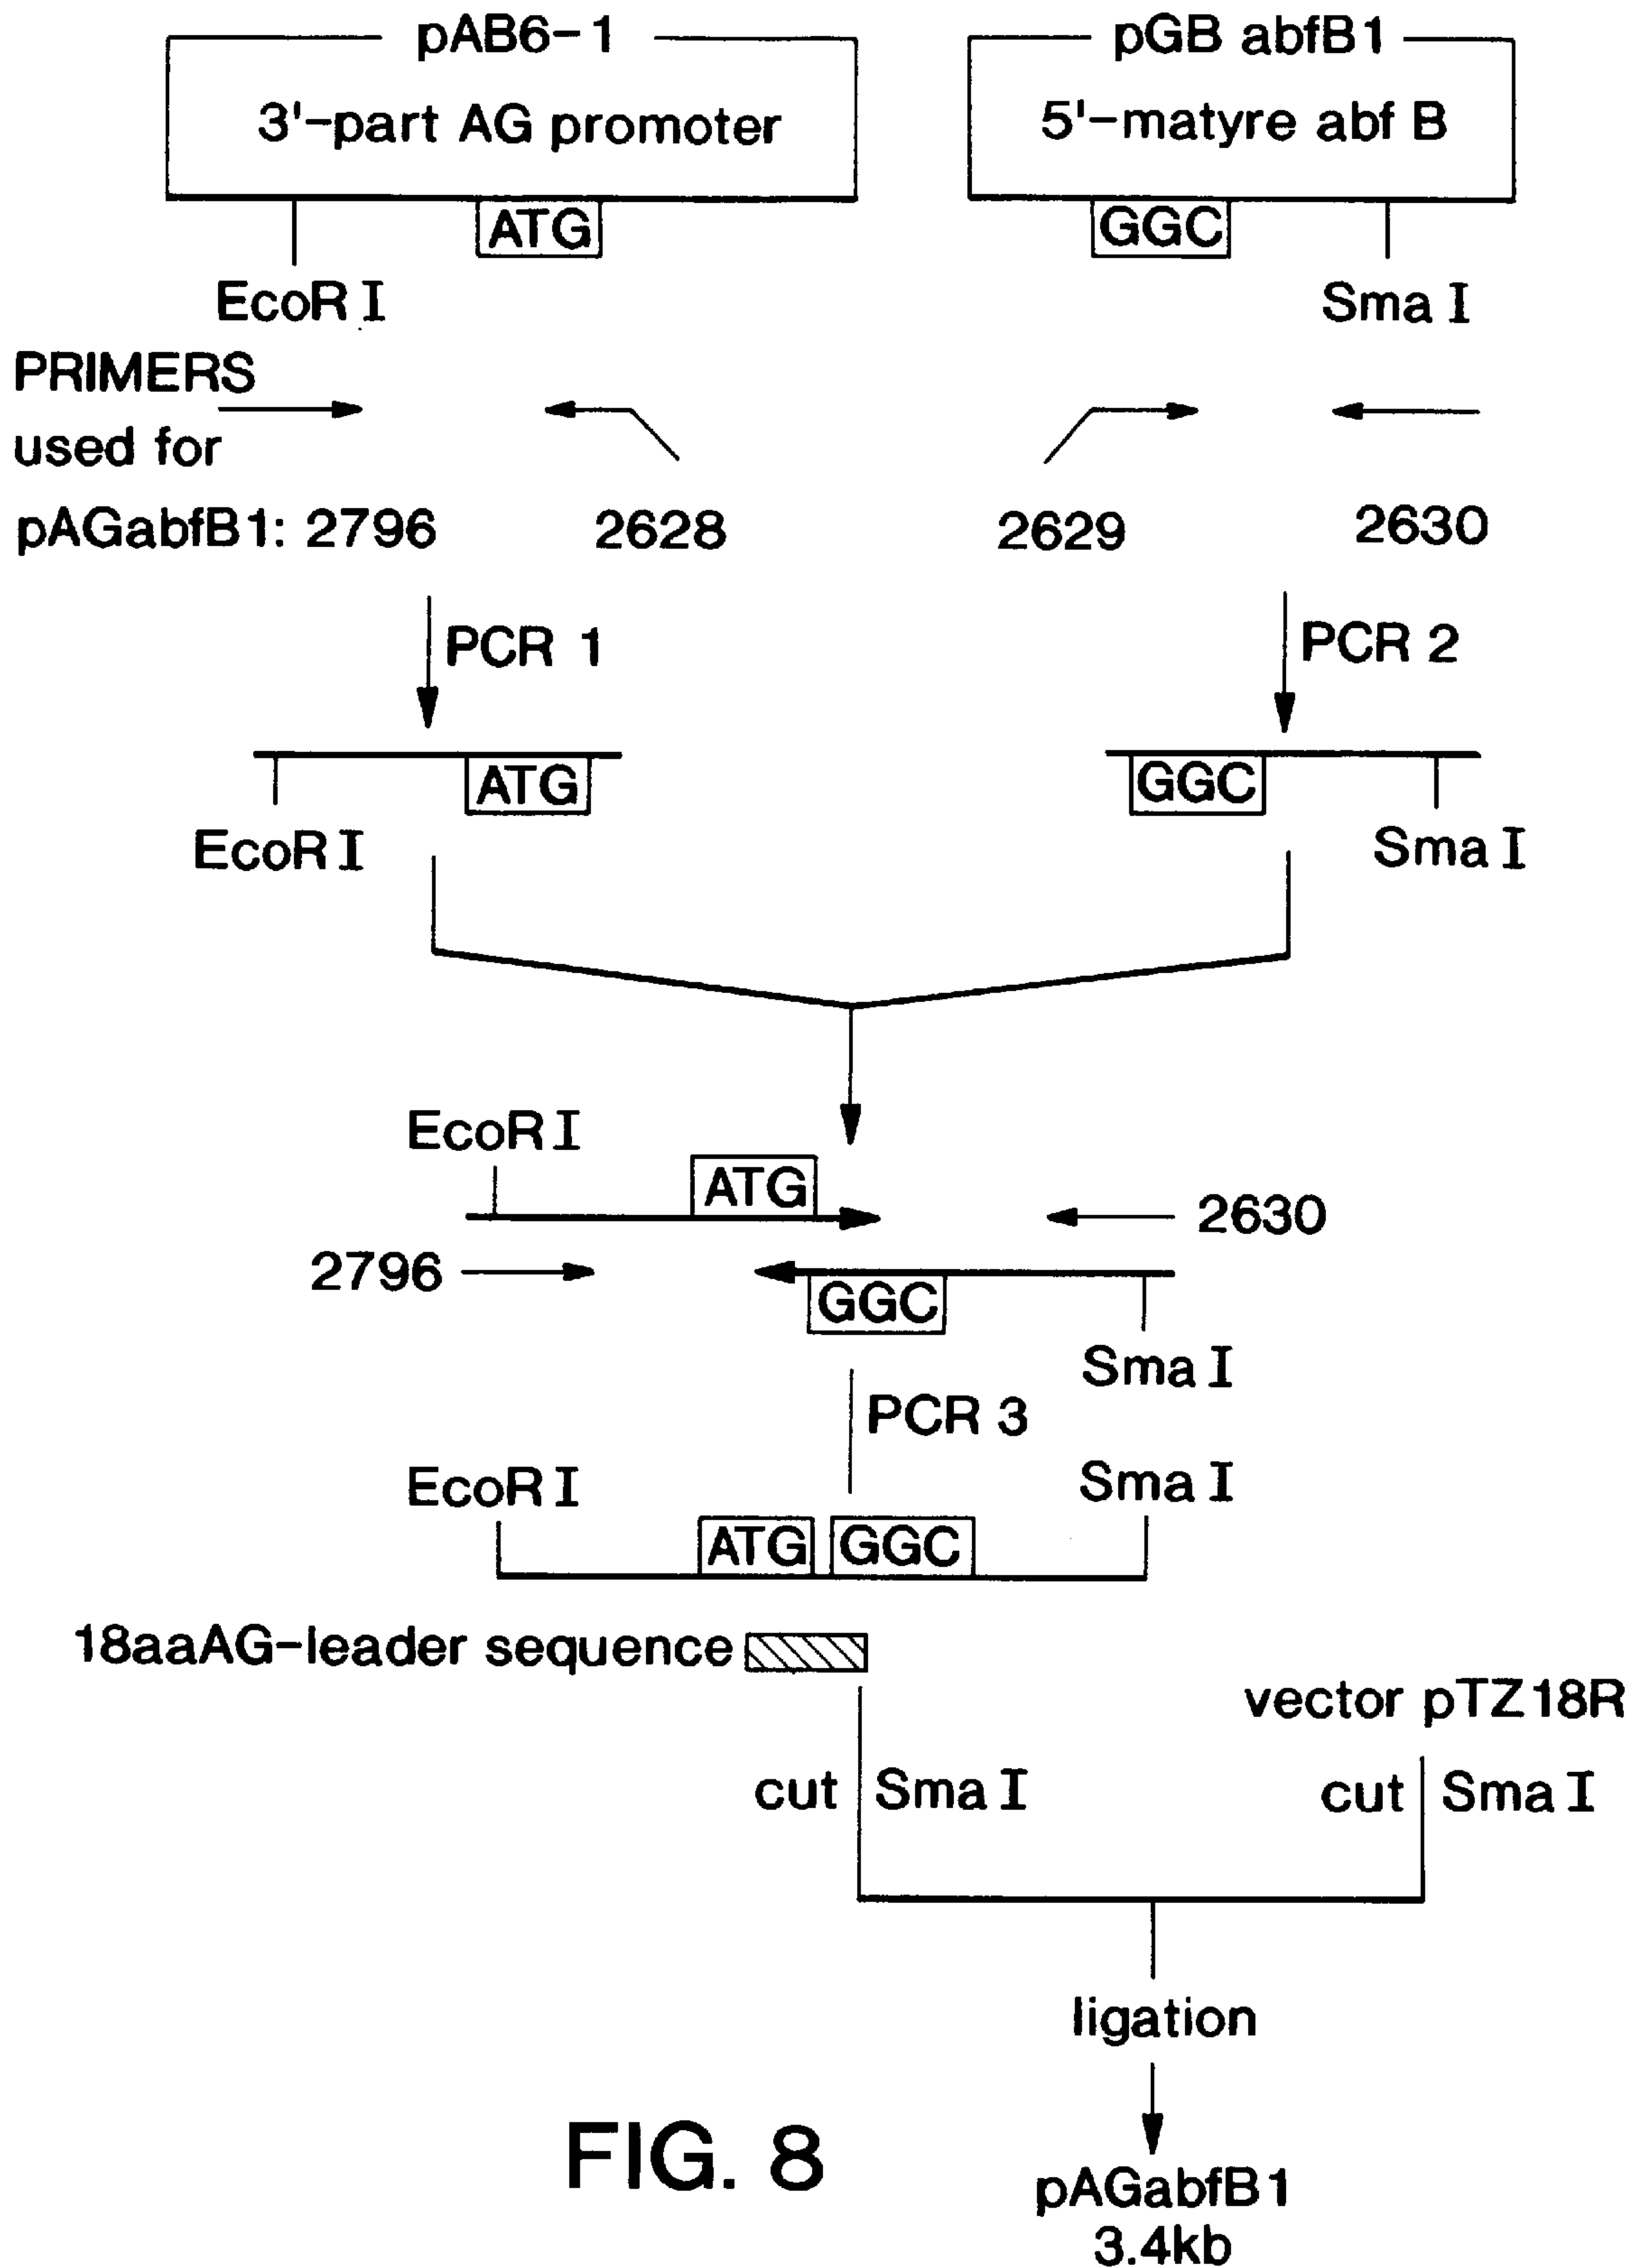 pAB6-1
pGB abfB1
3'-part AG promoter
5'-matyre abf B
ATG
GGC
EcoR I
Sma I
PRIMERS
used for
pAGabfB1: 2796
2628
2629
2630
PCR 1
PCR 2
ATG
GGC
EcoR I
Sma I
EcoR I
ATG
2630
2796
GGC
Sma I
PCR 3
EcoR I
Sma I
ATG
GGC
18aaAG-leader sequence
vector pTZ18R
cut
Sma I
cut
Sma I
ligation
FIG. 8
pAGabfB1
3.4kb